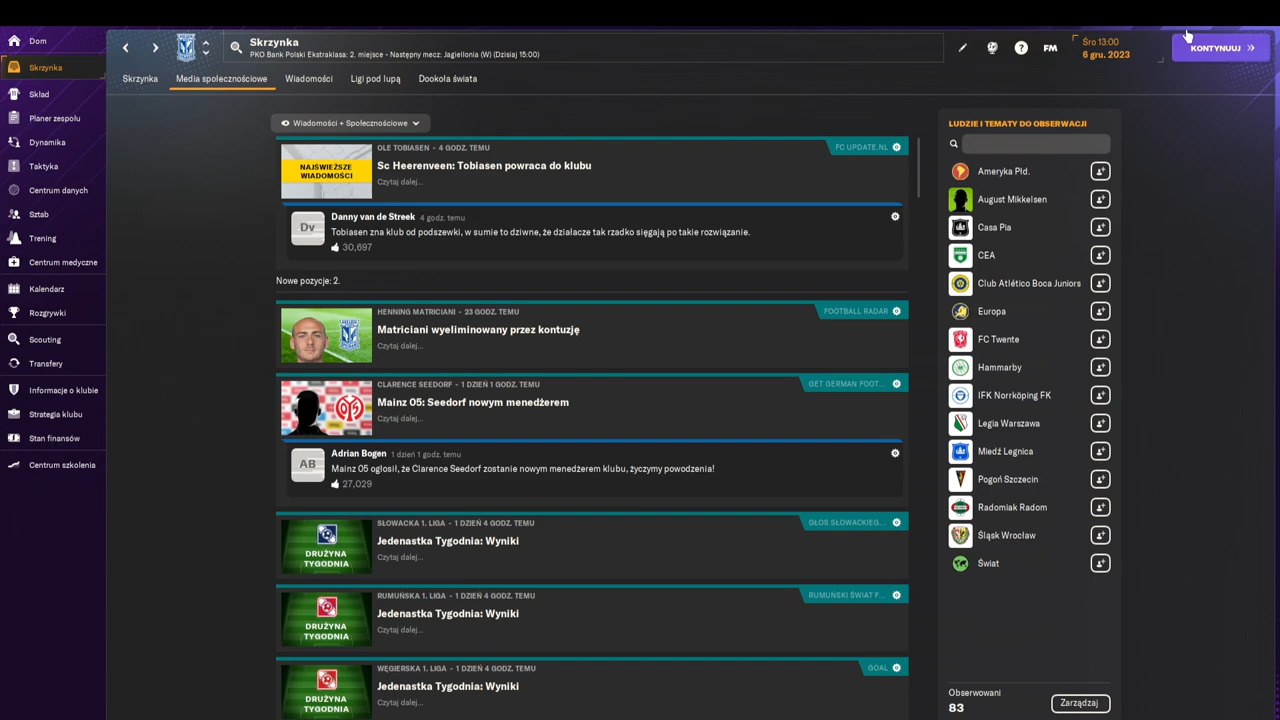 Dom
Skrzynka
Skład
Planer zespołu
Dynamika
Taktyka
Centrum danych
Sztab
Trening
Centrum medyczne
Kalendarz
Rozgrywki
Scouting
Transfery
Informacje o klubie
Strategia klubu
Stan finansów
Centrum szkolenia
Skrzynka
PKO Bank Polski Ekstraklasa: 2. miejsce - Następny mecz: Jagiellonia (W) (Dzisiaj 15:00)
FM
Śro 13:00
6 gru. 2023
KONTYNUUJ
Skrzynka Media społecznościowe Wiadomości Ligi pod lupą Dookoła świata
Wiadomości + Społecznościowe
NAJŚWIEŻSZE
WIADOMOŚCI
OLE TOBIASEN - 4 GODZ. TEMU
FC UPDATE.NL
Sc Heerenveen: Tobiasen powraca do klubu
Czytaj dalej...
Dv
Danny van de Streek 4 godz. temu
Tobiasen zna klub od podszewki, w sumie to dziwne, że działacze tak rzadko sięgają po takie rozwiązanie.
30,697
Nowe pozycje: 2.
HENNING MATRICIANI - 23 GODZ. TEMU
FOOTBALL RADAR
Matriciani wyeliminowany przez kontuzję
Czytaj dalej...
CLARENCE SEEDORF - 1 DZIEŃ 1 GODZ. TEMU
GET GERMAN FOOT...
Mainz 05: Seedorf nowym menedżerem
Czytaj dalej...
AB
Adrian Bogen 1 dzień 1 godz. temu
Mainz 05 ogłosił, że Clarence Seedorf zostanie nowym menedżerem klubu, życzymy powodzenia!
27,029
SŁOWACKA 1. LIGA - 1 DZIEŃ 4 GODZ. TEMU
GŁOS SŁOWACKIEG...
Jedenastka Tygodnia: Wyniki
Czytaj dalej...
DRUŻYNA
TYGODNIA
RUMUŃSKA 1. LIGA - 1 DZIEŃ 4 GODZ. TEMU
RUMUŃSKI ŚWIAT F...
Jedenastka Tygodnia: Wyniki
Czytaj dalej...
DRUŻYNA
TYGODNIA
WĘGIERSKA 1. LIGA - 1 DZIEŃ 4 GODZ. TEMU
GOAL
Jedenastka Tygodnia: Wyniki
Czytaj dalej...
DRUŻYNA
TYGODNIA
LUDZIE I TEMATY DO OBSERWACJI
Ameryka Płd.
August Mikkelsen
Casa Pia
CEA
Club Atlético Boca Juniors
Europa
FC Twente
Hammarby
IFK Norrköping FK
Legia Warszawa
Miedź Legnica
Pogoń Szczecin
Radomiak Radom
Śląsk Wrocław
Świat
Obserwowani
83
Zarządzaj